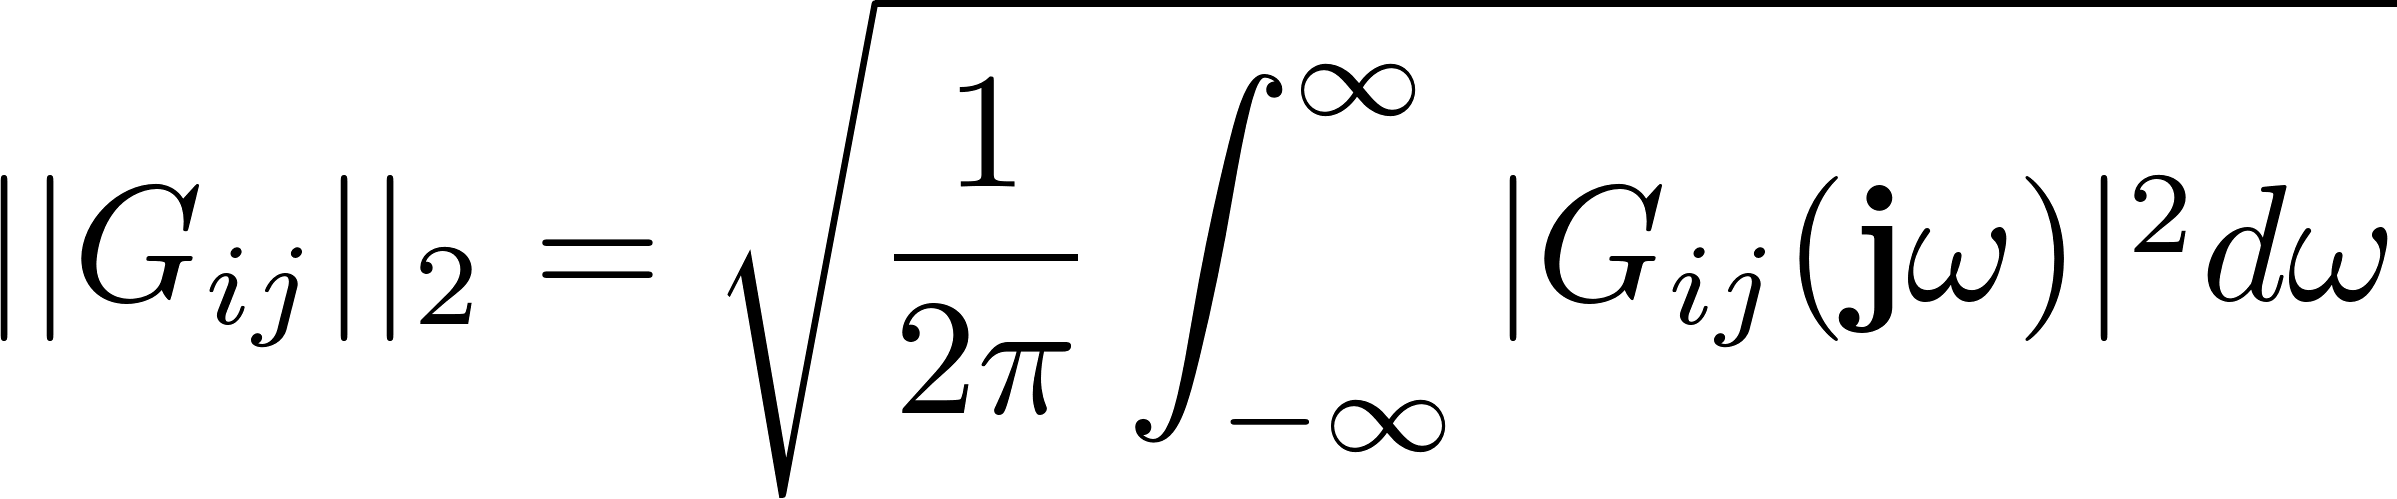 $||G_{ij}||_2 = \sqrt{\frac{1}{2\pi} \int_{-\infty}^{\infty} |G_{ij}(\mathbf{j}\omega)|^2 d\omega}$